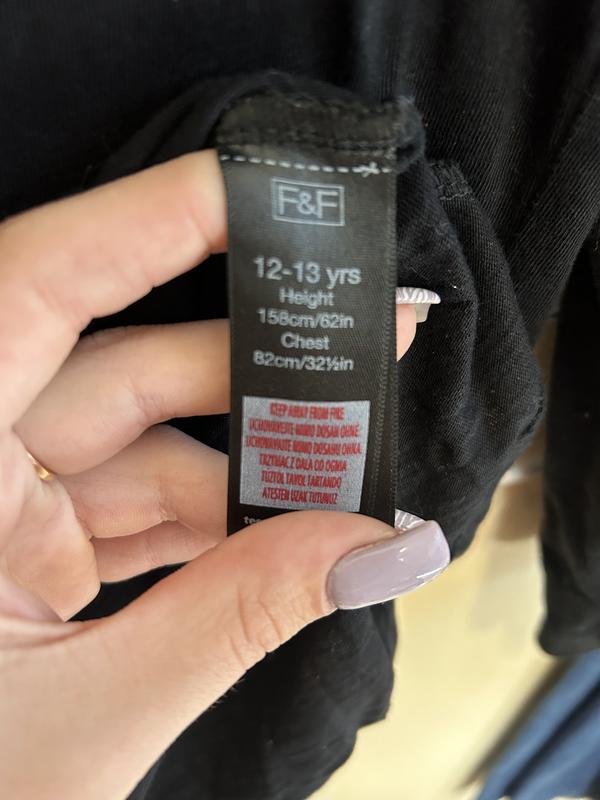 F&F
12-13 yrs
Height
158cm/62in
Chest
82cm/32½in
KEEP AWAY FROM FIRE
UCHOVÁVEJTE MIMO DOSAH OHNĚ
UCHOVÁVAJTE MIMO DOSAHU OHŇA
TRZYMAĆ Z DALA OD OGNIA
TŰZTŐL TÁVOL TARTANDÓ
ATEŞTEN UZAK TUTUNUZ